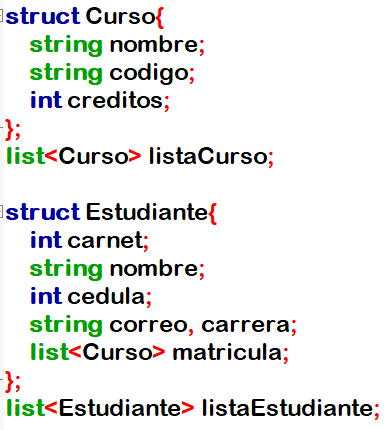 struct Curso{
string nombre;
string codigo;
int creditos;
};
list<Curso> listaCurso;
struct Estudiante{
int carnet;
string nombre;
int cedula;
string correo, carrera;
list<Curso> matricula;
};
list<Estudiante> listaEstudiante;